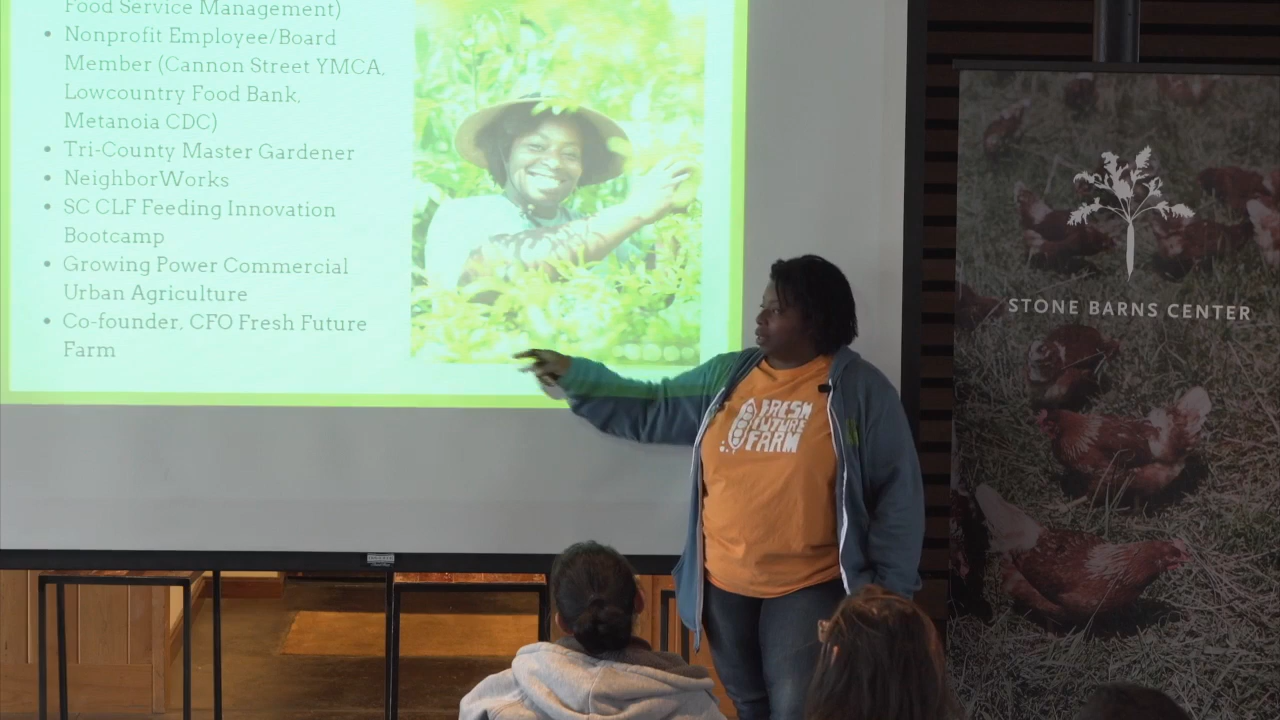 Food Service Management)
• Nonprofit Employee/Board
Member (Cannon Street YMCA,
Lowcountry Food Bank,
Metanoia CDC)
• Tri-County Master Gardener
• NeighborWorks
• SC CLF Feeding Innovation
Bootcamp
• Growing Power Commercial
Urban Agriculture
• Co-founder, CFO Fresh Future
Farm
FRESH
FUTURE
FARM
STONE BARNS CENTER